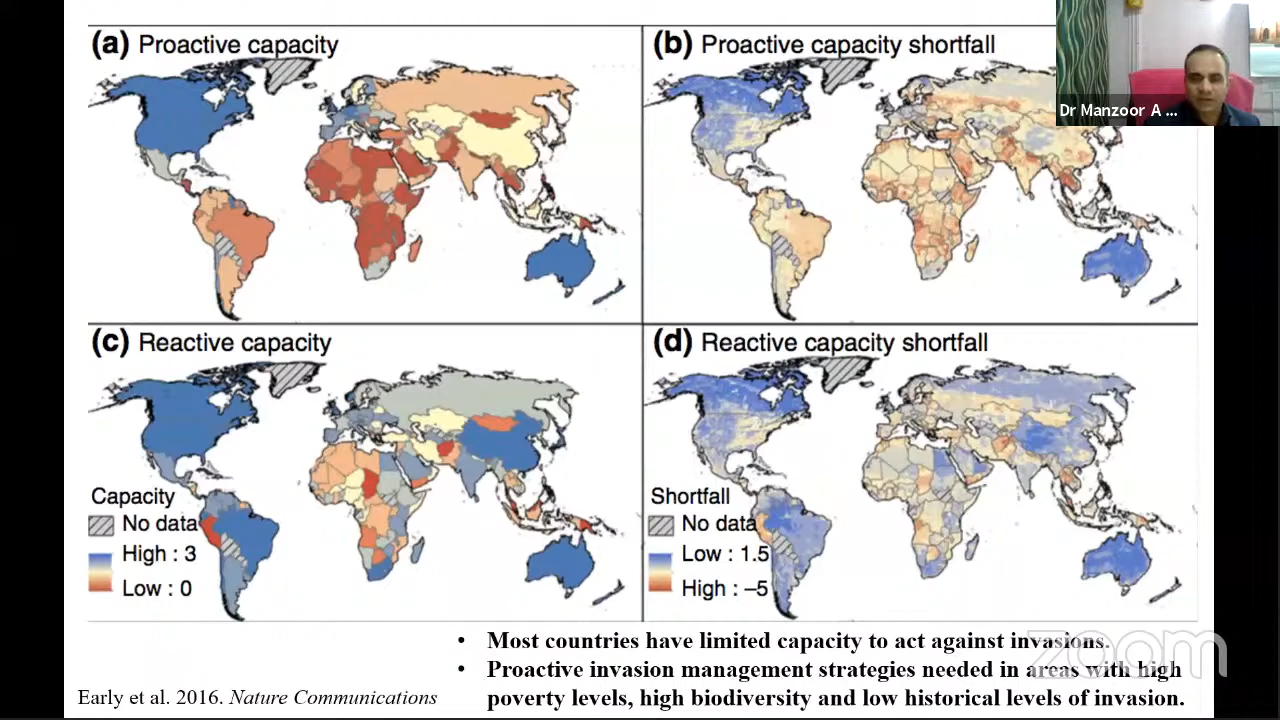 (a) Proactive capacity
(b) Proactive capacity shortfall
Dr Manzoor A ...
(c) Reactive capacity
(d) Reactive capacity shortfall
Capacity
No data
High : 3
Low : 0
Shortfall
No data
Low : 1.5
High : –5
• Most countries have limited capacity to act against invasions.
• Proactive invasion management strategies needed in areas with high
poverty levels, high biodiversity and low historical levels of invasion.
Early et al. 2016. Nature Communications
zoom